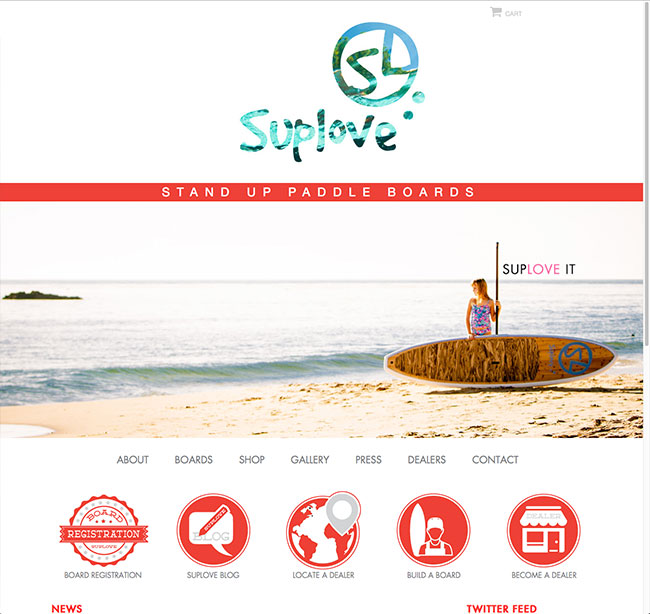 CART
SL
Suplove
STAND UP PADDLE BOARDS
SUPLOVE IT
SL
ABOUT BOARDS SHOP GALLERY PRESS DEALERS CONTACT
BOARD
REGISTRATION
SUPLOVE
BLOG
DEALER
BOARD REGISTRATION SUPLOVE BLOG LOCATE A DEALER BUILD A BOARD BECOME A DEALER
NEWS TWITTER FEED